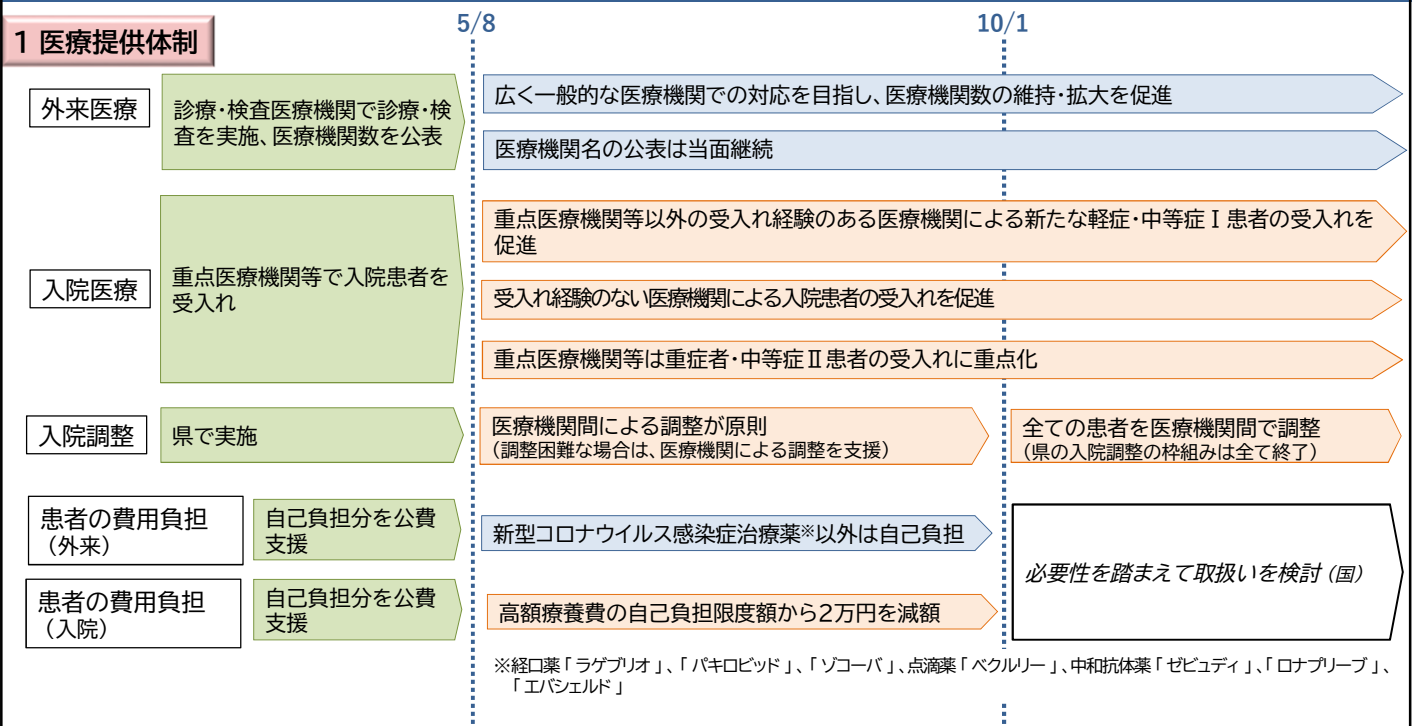 5/8
10/1
1 医療提供体制
外来医療
診療・検査医療機関で診療・検
査を実施、医療機関数を公表
広く一般的な医療機関での対応を目指し、医療機関数の維持・拡大を促進
医療機関名の公表は当面継続
入院医療
重点医療機関等で入院患者を
受入れ
重点医療機関等以外の受入れ経験のある医療機関による新たな軽症・中等症Ⅰ患者の受入れを
促進
受入れ経験のない医療機関による入院患者の受入れを促進
重点医療機関等は重症者・中等症Ⅱ患者の受入れに重点化
入院調整
県で実施
医療機関間による調整が原則
（調整困難な場合は、医療機関による調整を支援）
全ての患者を医療機関間で調整
（県の入院調整の枠組みは全て終了）
患者の費用負担
（外来）
自己負担分を公費
支援
新型コロナウイルス感染症治療薬※以外は自己負担
必要性を踏まえて取扱いを検討（国）
患者の費用負担
（入院）
自己負担分を公費
支援
高額療養費の自己負担限度額から2万円を減額
※経口薬「ラゲブリオ」、「パキロビッド」、「ゾコーバ」、点滴薬「ベクルリー」、中和抗体薬「ゼビュディ」、「ロナプリーブ」、
「エバシェルド」